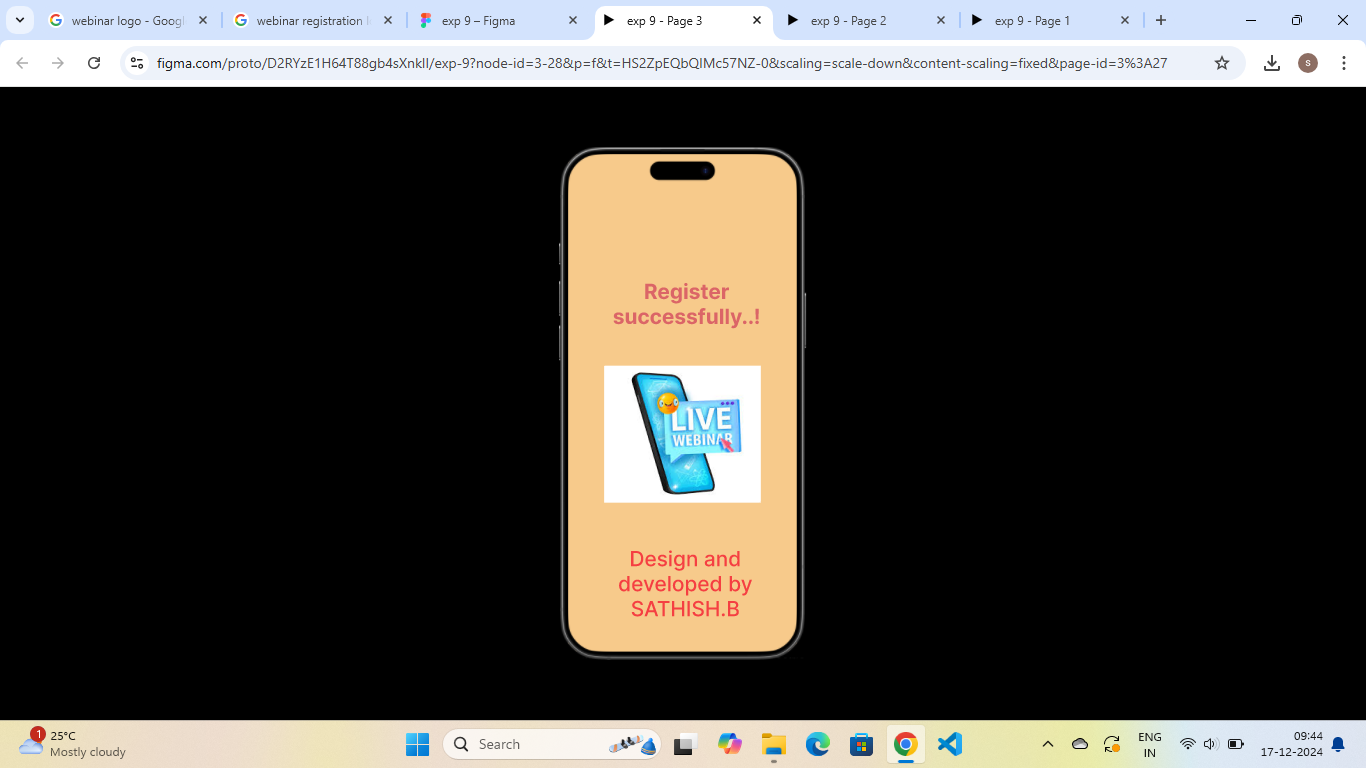 webinar logo - Googl
webinar registration l
exp 9 – Figma
exp 9 - Page 3
exp 9 - Page 2
exp 9 - Page 1
figma.com/proto/D2RYzE1H64T88gb4sXnkIl/exp-9?node-id=3-28&p=f&t=HS2ZpEQbQIMc57NZ-0&scaling=scale-down&content-scaling=fixed&page-id=3%3A27
s
Register
successfully..!
LIVE
WEBINAR
Design and
developed by
SATHISH.B
1
25°C
Mostly cloudy
Search
ENG
IN
09:44
17-12-2024